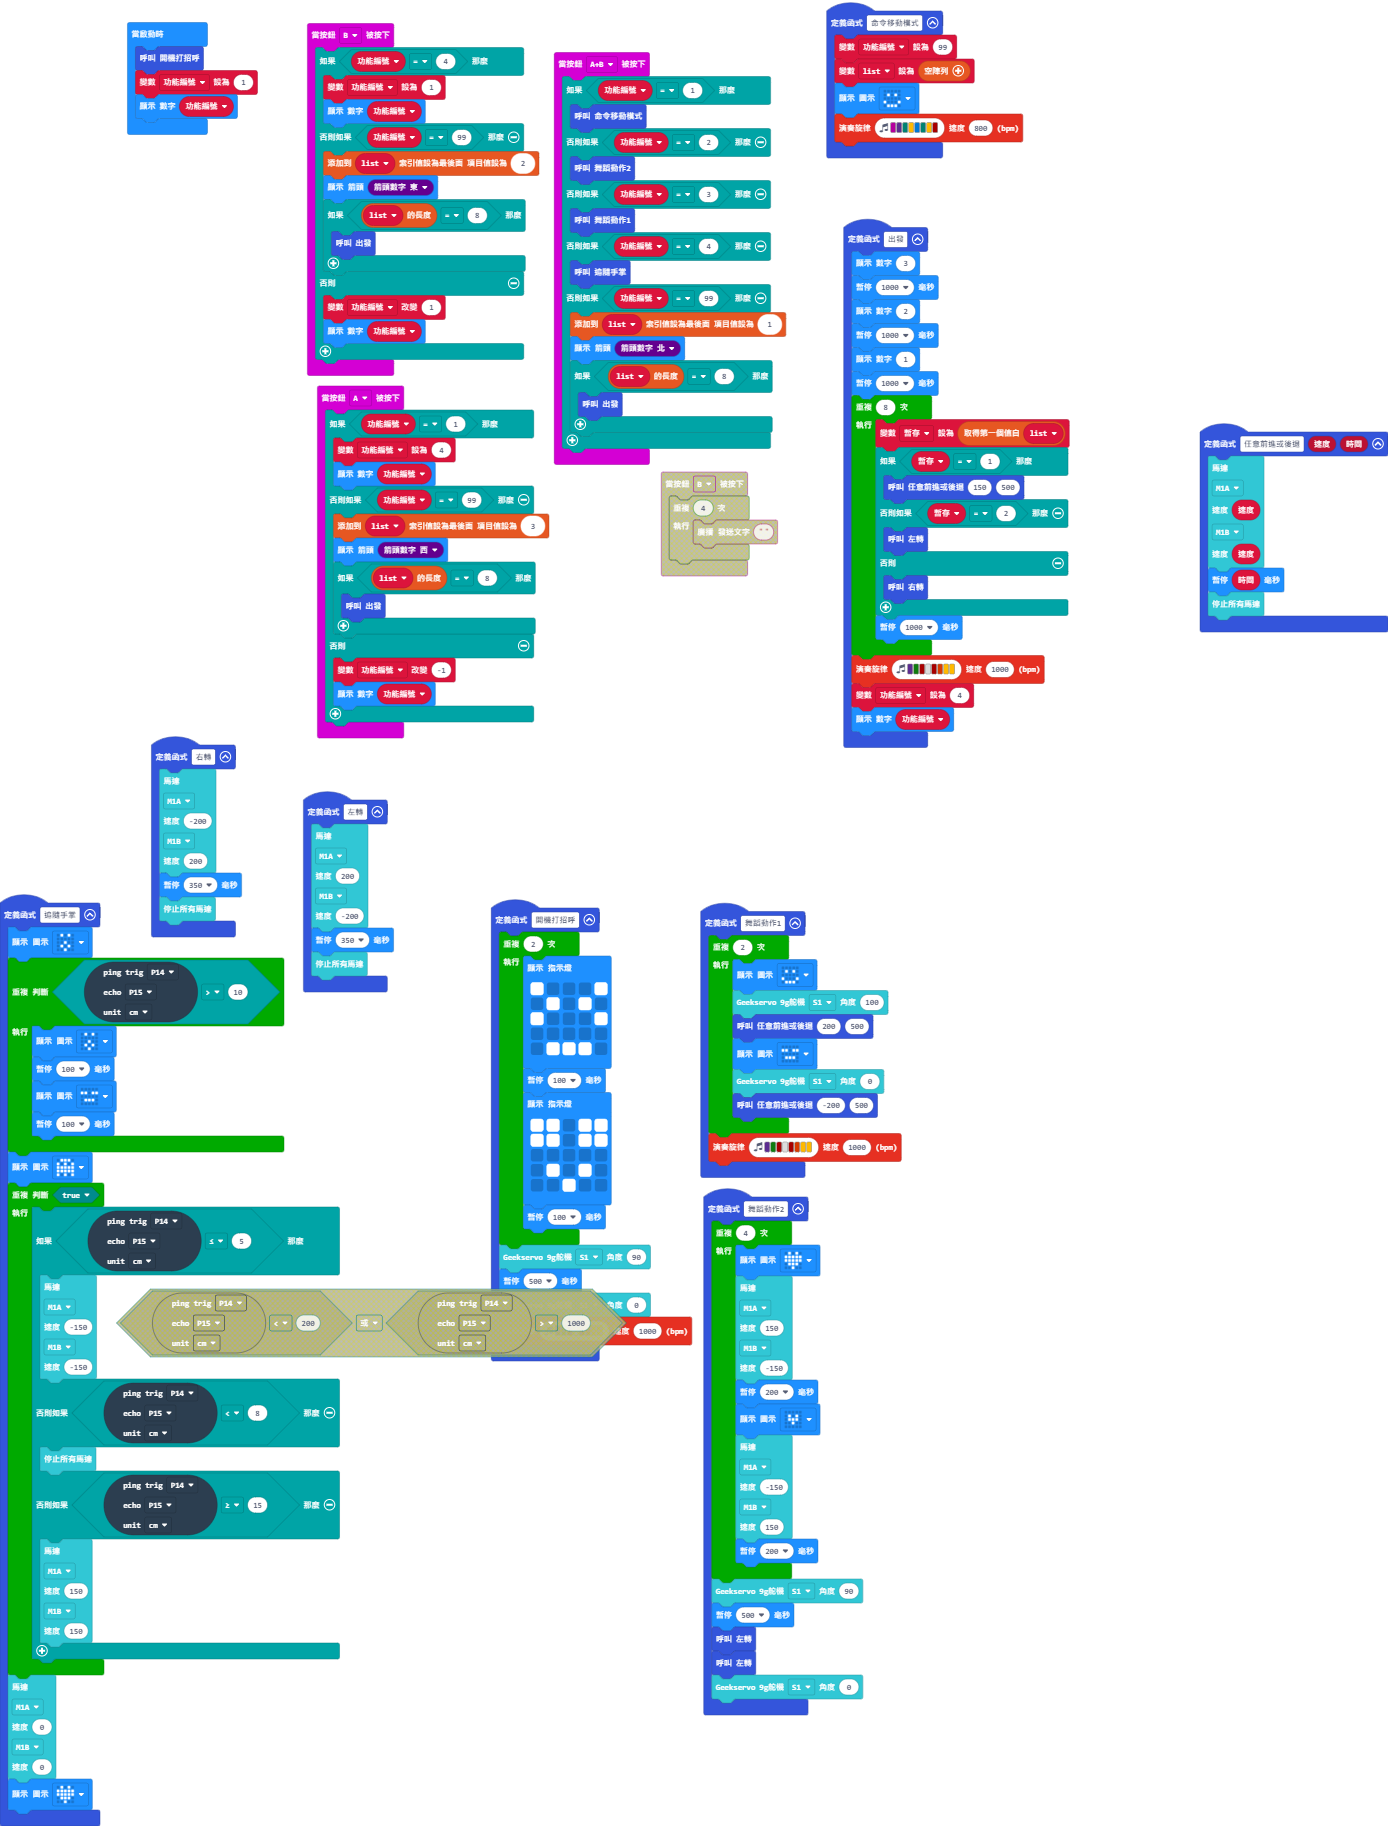 當啟動時
呼叫 開機打招呼
變數 功能編號 設為 1
顯示 數字 功能編號
當按鈕 B 被按下
如果 功能編號 = 4 那麼
變數 功能編號 設為 1
顯示 數字 功能編號
否則如果 功能編號 = 99 那麼
添加到 list 索引值設為最後面 項目值設為 2
顯示 箭頭 箭頭數字 東
如果 list 的長度 = 8 那麼
呼叫 出發
否則
變數 功能編號 改變 1
顯示 數字 功能編號
當按鈕 A 被按下
如果 功能編號 = 1 那麼
變數 功能編號 設為 4
顯示 數字 功能編號
否則如果 功能編號 = 99 那麼
添加到 list 索引值設為最後面 項目值設為 3
顯示 箭頭 箭頭數字 西
如果 list 的長度 = 8 那麼
呼叫 出發
否則
變數 功能編號 改變 -1
顯示 數字 功能編號
當按鈕 A+B 被按下
如果 功能編號 = 1 那麼
呼叫 命令移動模式
否則如果 功能編號 = 2 那麼
呼叫 舞蹈動作2
否則如果 功能編號 = 3 那麼
呼叫 舞蹈動作1
否則如果 功能編號 = 4 那麼
呼叫 追隨手掌
否則如果 功能編號 = 99 那麼
添加到 list 索引值設為最後面 項目值設為 1
顯示 箭頭 箭頭數字 北
如果 list 的長度 = 8 那麼
呼叫 出發
當按鈕 B 被按下
重複 4 次
執行 廣播 發送文字 " "
定義函式 命令移動模式
變數 功能編號 設為 99
變數 list 設為 空陣列
顯示 圖示
演奏旋律 速度 800 (bpm)
定義函式 出發
顯示 數字 3
暫停 1000 毫秒
顯示 數字 2
暫停 1000 毫秒
顯示 數字 1
暫停 1000 毫秒
重複 8 次
執行 變數 暫存 設為 取得第一個值自 list
如果 暫存 = 1 那麼
呼叫 任意前進或後退 150 500
否則如果 暫存 = 2 那麼
呼叫 左轉
否則
呼叫 右轉
暫停 1000 毫秒
演奏旋律 速度 1000 (bpm)
變數 功能編號 設為 4
顯示 數字 功能編號
定義函式 任意前進或後退 速度 時間
馬達
M1A
速度 速度
M1B
速度 速度
暫停 時間 毫秒
停止所有馬達
定義函式 右轉
馬達
M1A
速度 -200
M1B
速度 200
暫停 350 毫秒
停止所有馬達
定義函式 左轉
馬達
M1A
速度 200
M1B
速度 -200
暫停 350 毫秒
停止所有馬達
定義函式 追隨手掌
顯示 圖示
重複 判斷 ping trig P14 echo P15 unit cm > 10
執行 顯示 圖示
暫停 100 毫秒
顯示 圖示
暫停 100 毫秒
顯示 圖示
重複 判斷 true
執行
如果 ping trig P14 echo P15 unit cm ≤ 5 那麼
馬達
M1A
速度 -150
M1B
速度 -150
否則如果 ping trig P14 echo P15 unit cm < 8 那麼
停止所有馬達
否則如果 ping trig P14 echo P15 unit cm ≥ 15 那麼
馬達
M1A
速度 150
M1B
速度 150
馬達
M1A
速度 0
M1B
速度 0
顯示 圖示
ping trig P14 echo P15 unit cm < 200 或 ping trig P14 echo P15 unit cm > 1000
定義函式 開機打招呼
重複 2 次
執行 顯示 指示燈
暫停 100 毫秒
顯示 指示燈
暫停 100 毫秒
Geekservo 9g舵機 S1 角度 90
暫停 500 毫秒
角度 0
速度 1000 (bpm)
定義函式 舞蹈動作1
重複 2 次
執行 顯示 圖示
Geekservo 9g舵機 S1 角度 100
呼叫 任意前進或後退 200 500
顯示 圖示
Geekservo 9g舵機 S1 角度 0
呼叫 任意前進或後退 -200 500
演奏旋律 速度 1000 (bpm)
定義函式 舞蹈動作2
重複 4 次
執行 顯示 圖示
馬達
M1A
速度 150
M1B
速度 -150
暫停 200 毫秒
顯示 圖示
馬達
M1A
速度 -150
M1B
速度 150
暫停 200 毫秒
Geekservo 9g舵機 S1 角度 90
暫停 500 毫秒
呼叫 左轉
呼叫 左轉
Geekservo 9g舵機 S1 角度 0